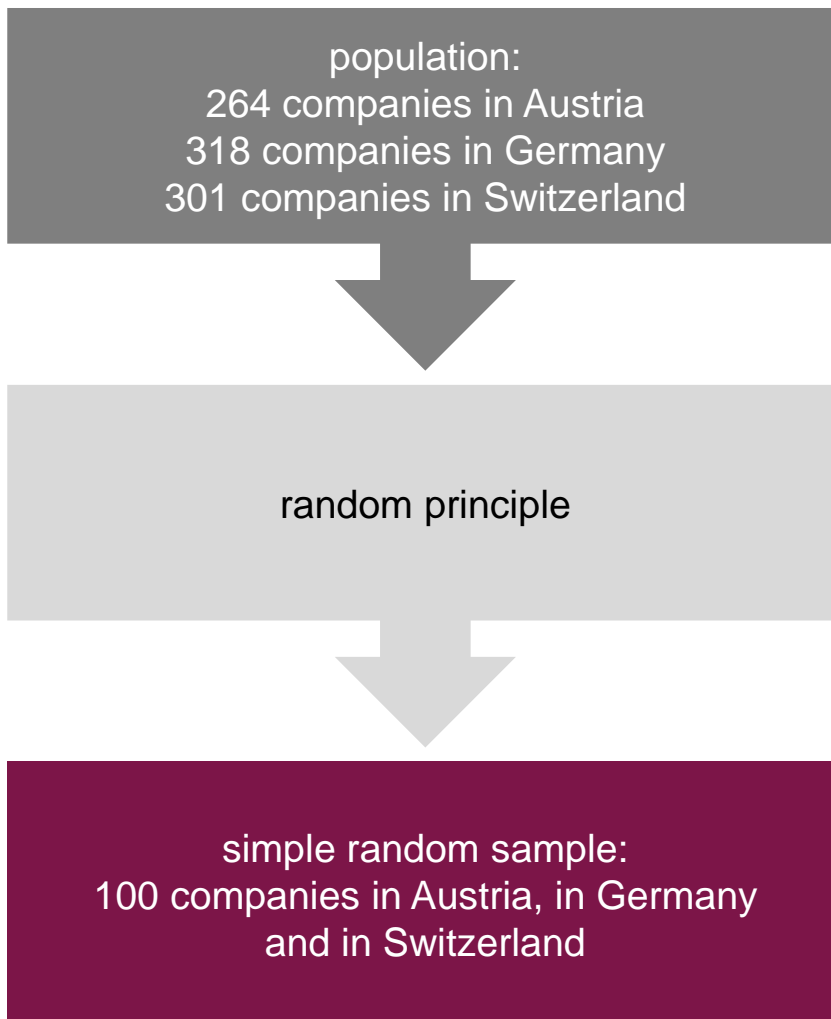 population:
264 companies in Austria
318 companies in Germany
301 companies in Switzerland
random principle
simple random sample:
100 companies in Austria, in Germany
and in Switzerland